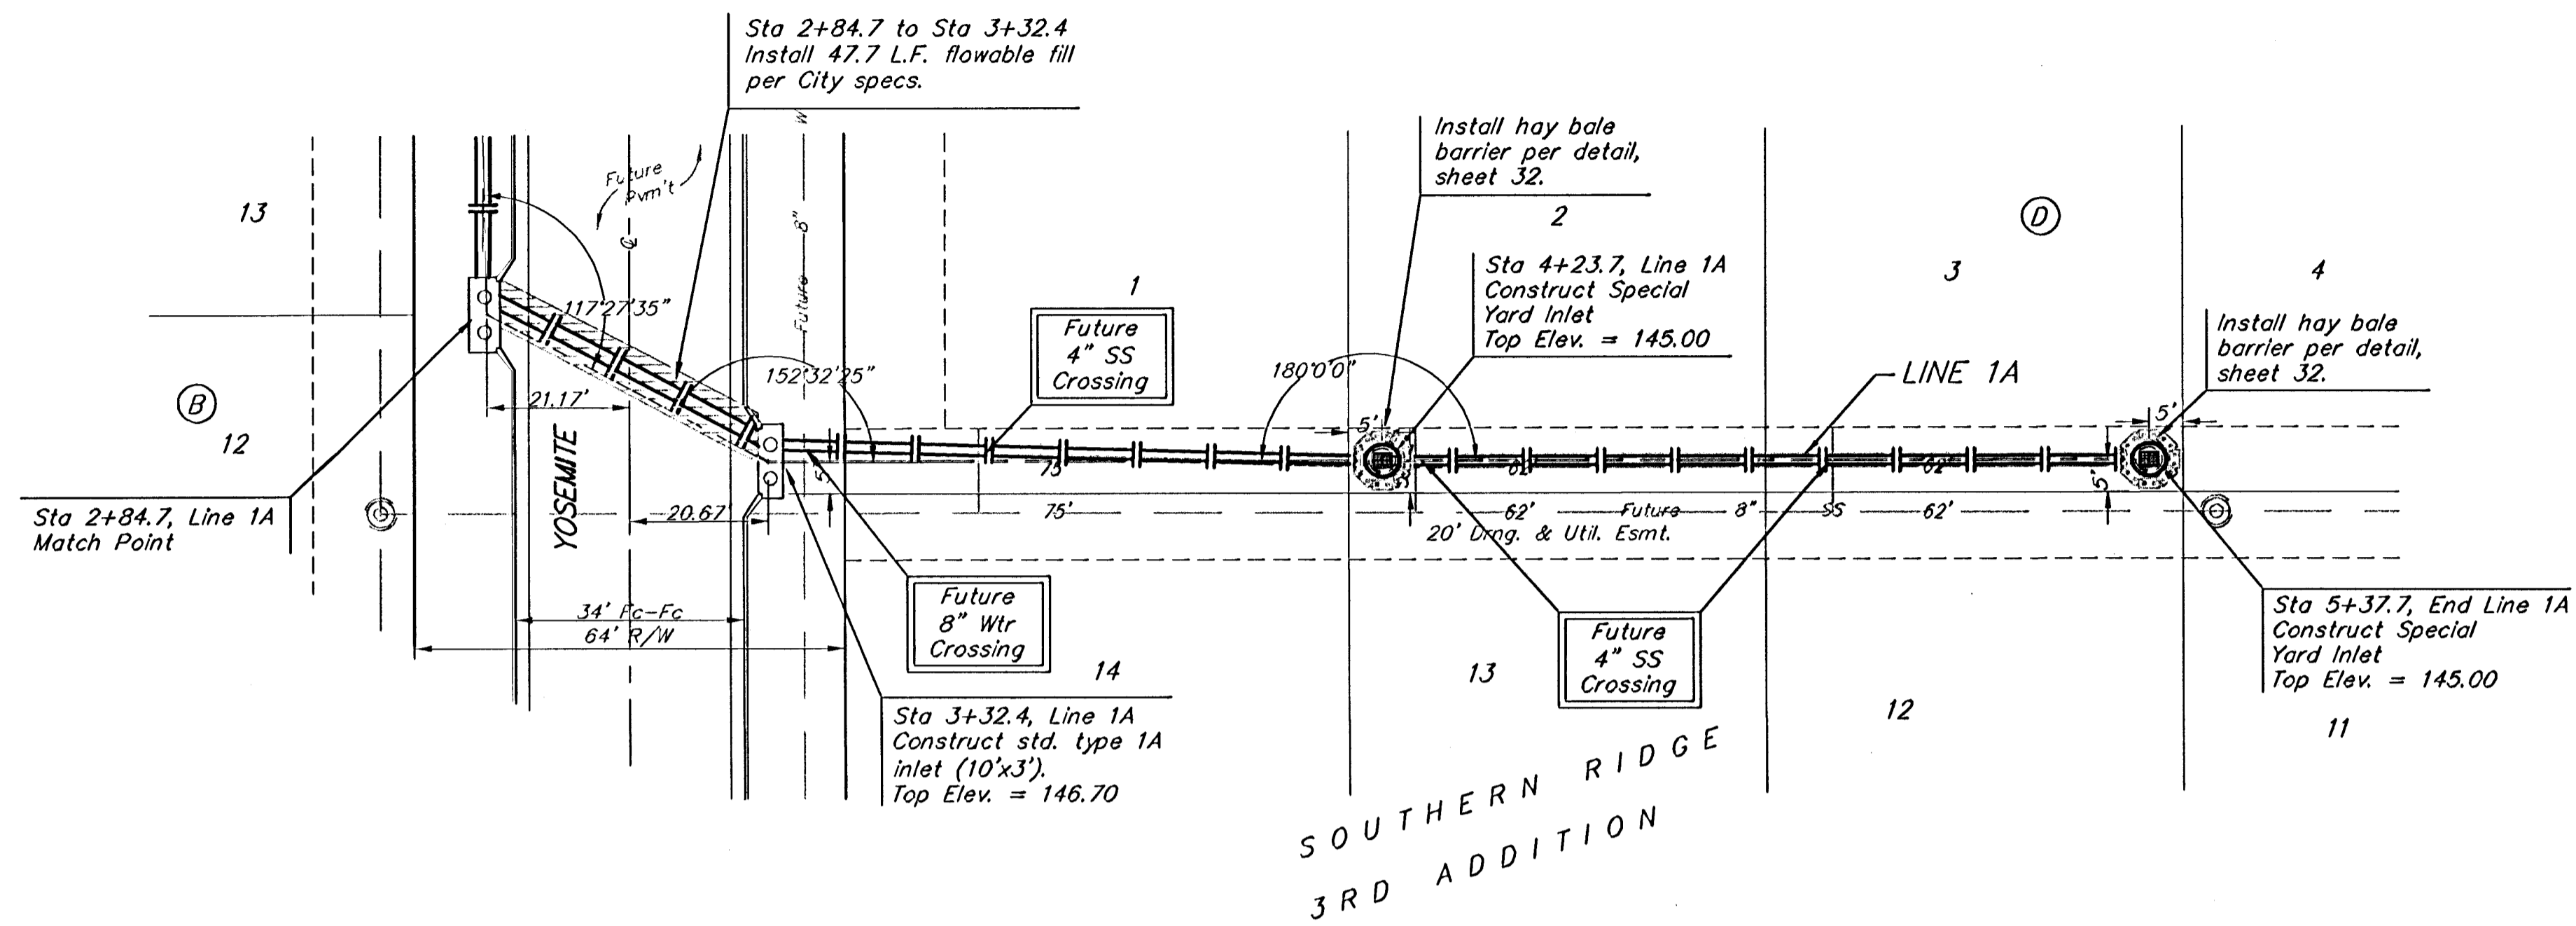 Sta 2+84.7 to Sta 3+32.4
Install 47.7 L.F. flowable fill
per City specs.
Install hay bale
barrier per detail,
sheet 32.
Future
pvm't
W
8"
Future
℄
13
2
D
Sta 4+23.7, Line 1A
Construct Special
Yard Inlet
Top Elev. = 145.00
1
3
4
Future
4" SS
Crossing
Install hay bale
barrier per detail,
sheet 32.
117°27'35"
152°32'25"
180°0'0"
LINE 1A
21.17'
B
12
YOSEMITE
5'
5'
75'
62'
62'
5'
5'
5'
Sta 2+84.7, Line 1A
Match Point
20.67'
75'
62'
Future
8"
SS
62'
20' Drng. & Util. Esmt.
34' Fc-Fc
64' R/W
Future
8" Wtr
Crossing
Future
4" SS
Crossing
Sta 5+37.7, End Line 1A
Construct Special
Yard Inlet
Top Elev. = 145.00
14
13
12
11
Sta 3+32.4, Line 1A
Construct std. type 1A
inlet (10'x3').
Top Elev. = 146.70
SOUTHERN RIDGE
3RD ADDITION